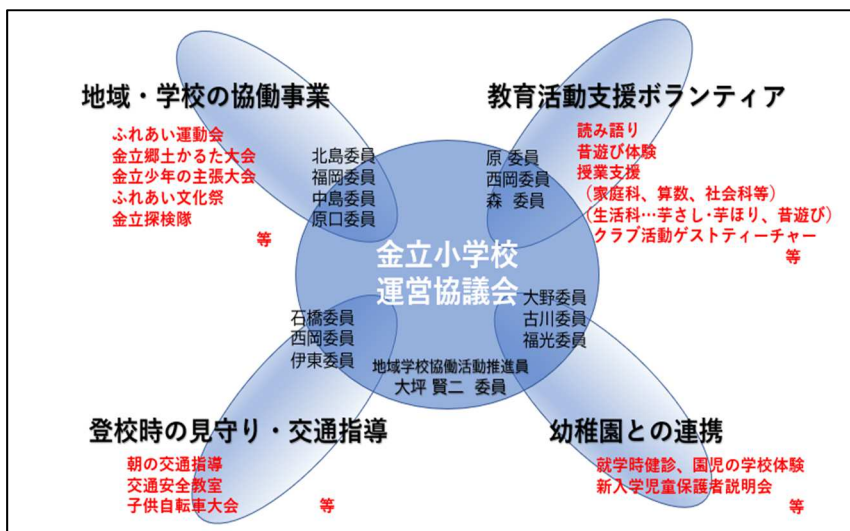 地域・学校の協働事業
ふれあい運動会
金立郷土かるた大会
金立少年の主張大会
ふれあい文化祭
金立探検隊
等
北島委員
福岡委員
中島委員
原口委員
教育活動支援ボランティア
読み語り
昔遊び体験
授業支援
（家庭科、算数、社会科等）
（生活科…芋さし・芋ほり、昔遊び）
クラブ活動ゲストティーチャー
等
原 委員
西岡委員
森 委員
金立小学校
運営協議会
石橋委員
西岡委員
伊東委員
大野委員
古川委員
福光委員
地域学校協働活動推進員
大坪 賢二 委員
登校時の見守り・交通指導
朝の交通指導
交通安全教室
子供自転車大会
等
幼稚園との連携
就学時健診、園児の学校体験
新入学児童保護者説明会
等